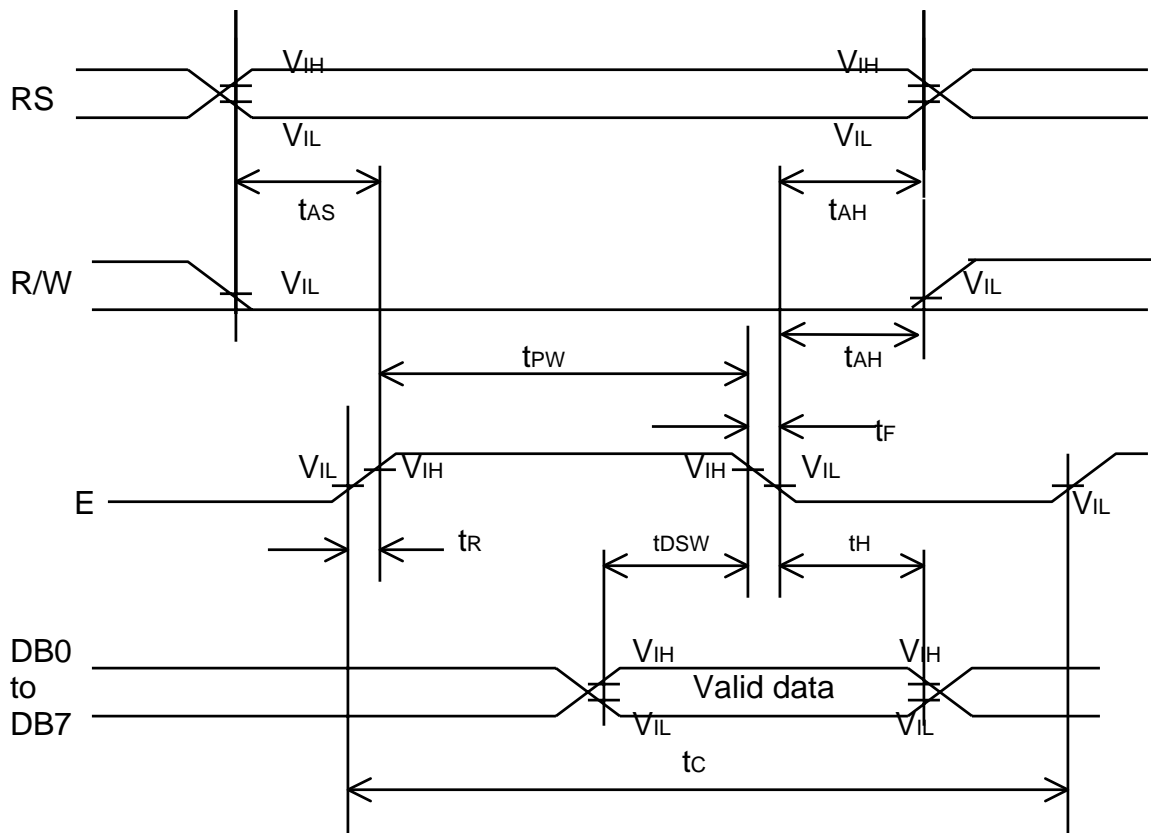 VIH VIH
RS
VIL VIL
tAS tAH
R/W VIL VIL
tPW tAH
tF
VIL VIH VIH VIL
E VIL
tR tDSW tH
DB0 VIH VIH
to Valid data
DB7 VIL VIL
tC